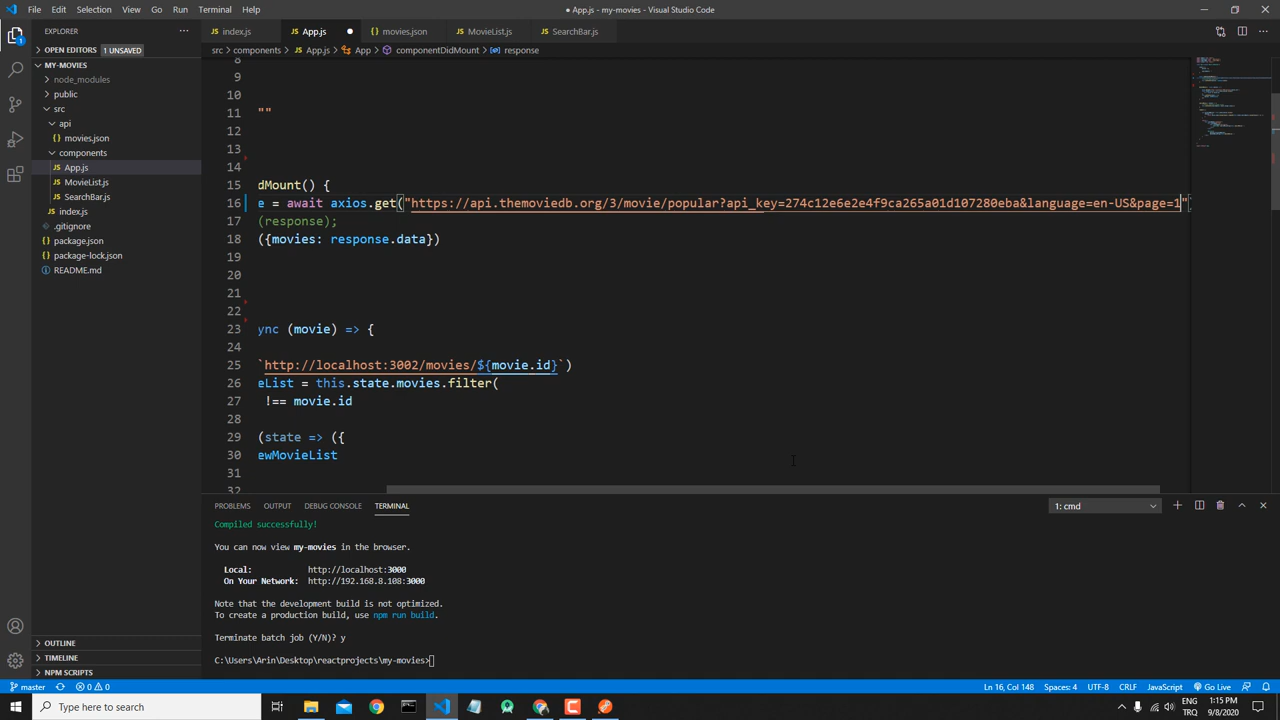 File Edit Selection View Go Run Terminal Help
● App.js - my-movies - Visual Studio Code
EXPLORER ···
JS index.js JS App.js ● {} movies.json JS MovieList.js JS SearchBar.js
OPEN EDITORS 1 UNSAVED
src > components > JS App.js > App > componentDidMount > response
MY-MOVIES
node_modules
public
src
api
{} movies.json
components
JS App.js
JS MovieList.js
JS SearchBar.js
JS index.js
.gitignore
package.json
package-lock.json
README.md
OUTLINE
TIMELINE
NPM SCRIPTS
8
9
10
11 ""
12
13
14
15 dMount() {
16 e = await axios.get("https://api.themoviedb.org/3/movie/popular?api_key=274c12e6e2e4f9ca265a01d107280eba&language=en-US&page=1"
17 (response);
18 ({movies: response.data})
19
20
21
22
23 ync (movie) => {
24
25 `http://localhost:3002/movies/${movie.id}`)
26 eList = this.state.movies.filter(
27 !== movie.id
28
29 (state => ({
30 ewMovieList
31
32
PROBLEMS OUTPUT DEBUG CONSOLE TERMINAL 1: cmd
Compiled successfully!
You can now view my-movies in the browser.
Local: http://localhost:3000
On Your Network: http://192.168.8.108:3000
Note that the development build is not optimized.
To create a production build, use npm run build.
Terminate batch job (Y/N)? y
C:\Users\Arin\Desktop\reactprojects\my-movies>
master 0 0 Ln 16, Col 148 Spaces: 4 UTF-8 CRLF JavaScript Go Live
Type here to search
ENG 1:15 PM
TRQ 9/8/2020